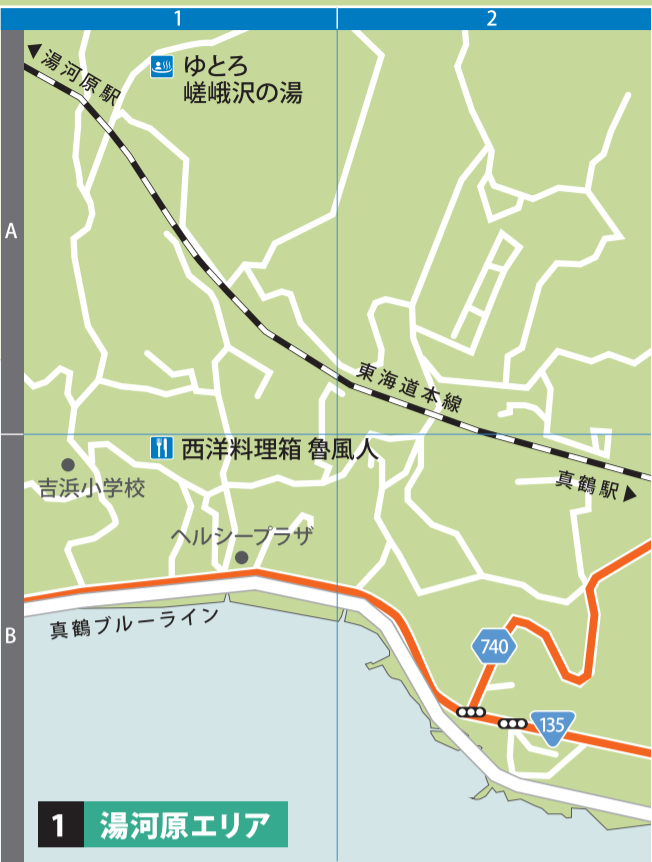 1
2
A
B
◀湯河原駅
ゆとろ
嵯峨沢の湯
東海道本線
西洋料理箱 魯風人
吉浜小学校
真鶴駅▶
ヘルシープラザ
真鶴ブルーライン
740
135
1 湯河原エリア